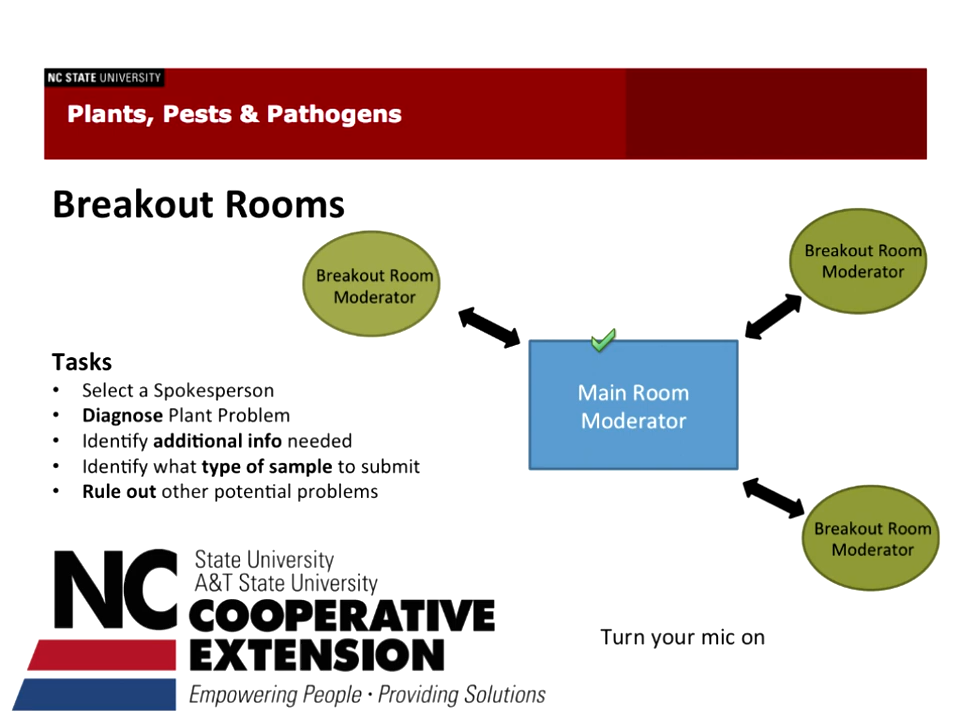 NC STATE UNIVERSITY
Plants, Pests & Pathogens
Breakout Rooms
Breakout Room
Moderator
Breakout Room
Moderator
Main Room
Moderator
Breakout Room
Moderator
Tasks
• Select a Spokesperson
• Diagnose Plant Problem
• Identify additional info needed
• Identify what type of sample to submit
• Rule out other potential problems
NC
State University
A&T State University
COOPERATIVE
EXTENSION
Empowering People · Providing Solutions
Turn your mic on